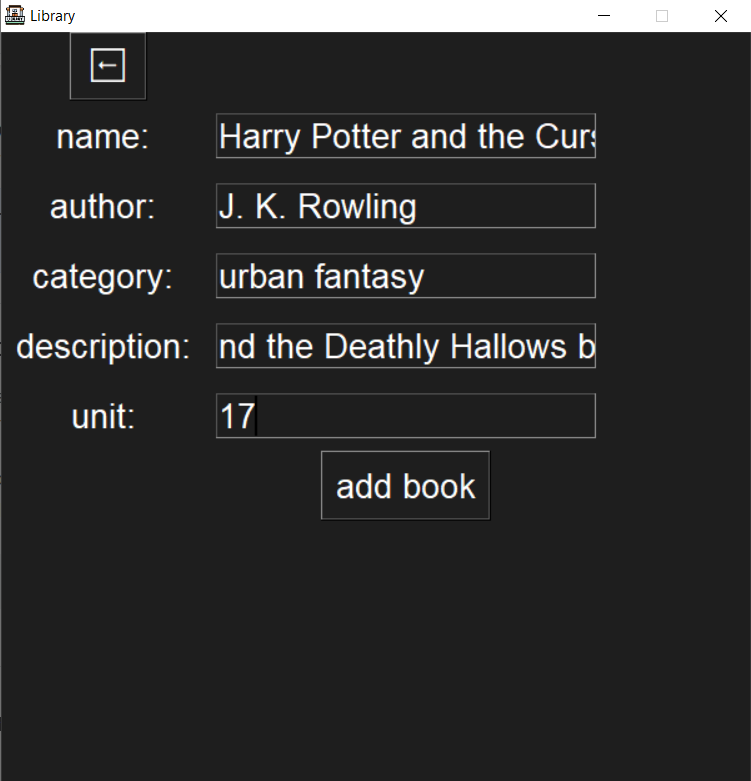 Library
←
name: Harry Potter and the Curs
author: J. K. Rowling
category: urban fantasy
description: nd the Deathly Hallows b
unit: 17
add book